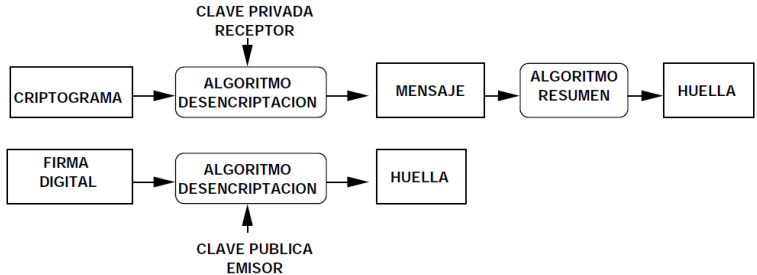 CLAVE PRIVADA
RECEPTOR
CRIPTOGRAMA
ALGORITMO
DESENCRIPTACION
MENSAJE
ALGORITMO
RESUMEN
HUELLA
FIRMA
DIGITAL
ALGORITMO
DESENCRIPTACION
HUELLA
CLAVE PUBLICA
EMISOR